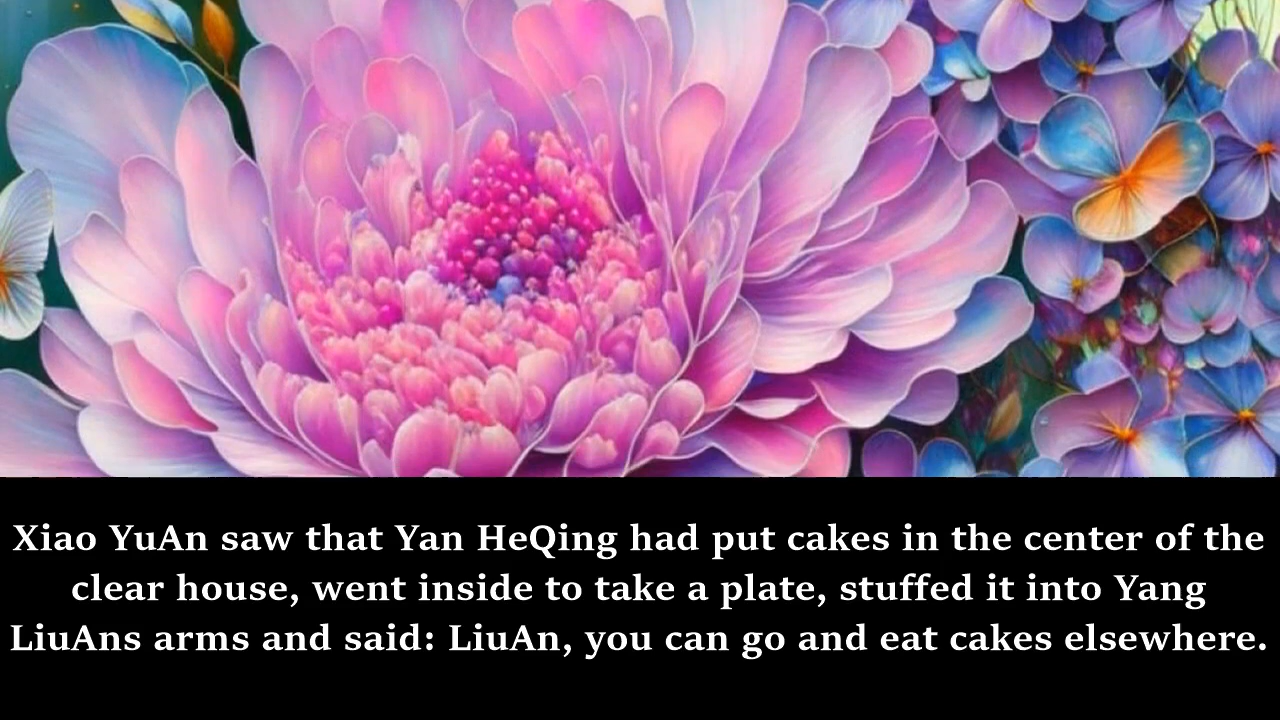 Xiao YuAn saw that Yan HeQing had put cakes in the center of the
clear house, went inside to take a plate, stuffed it into Yang
LiuAns arms and said: LiuAn, you can go and eat cakes elsewhere.